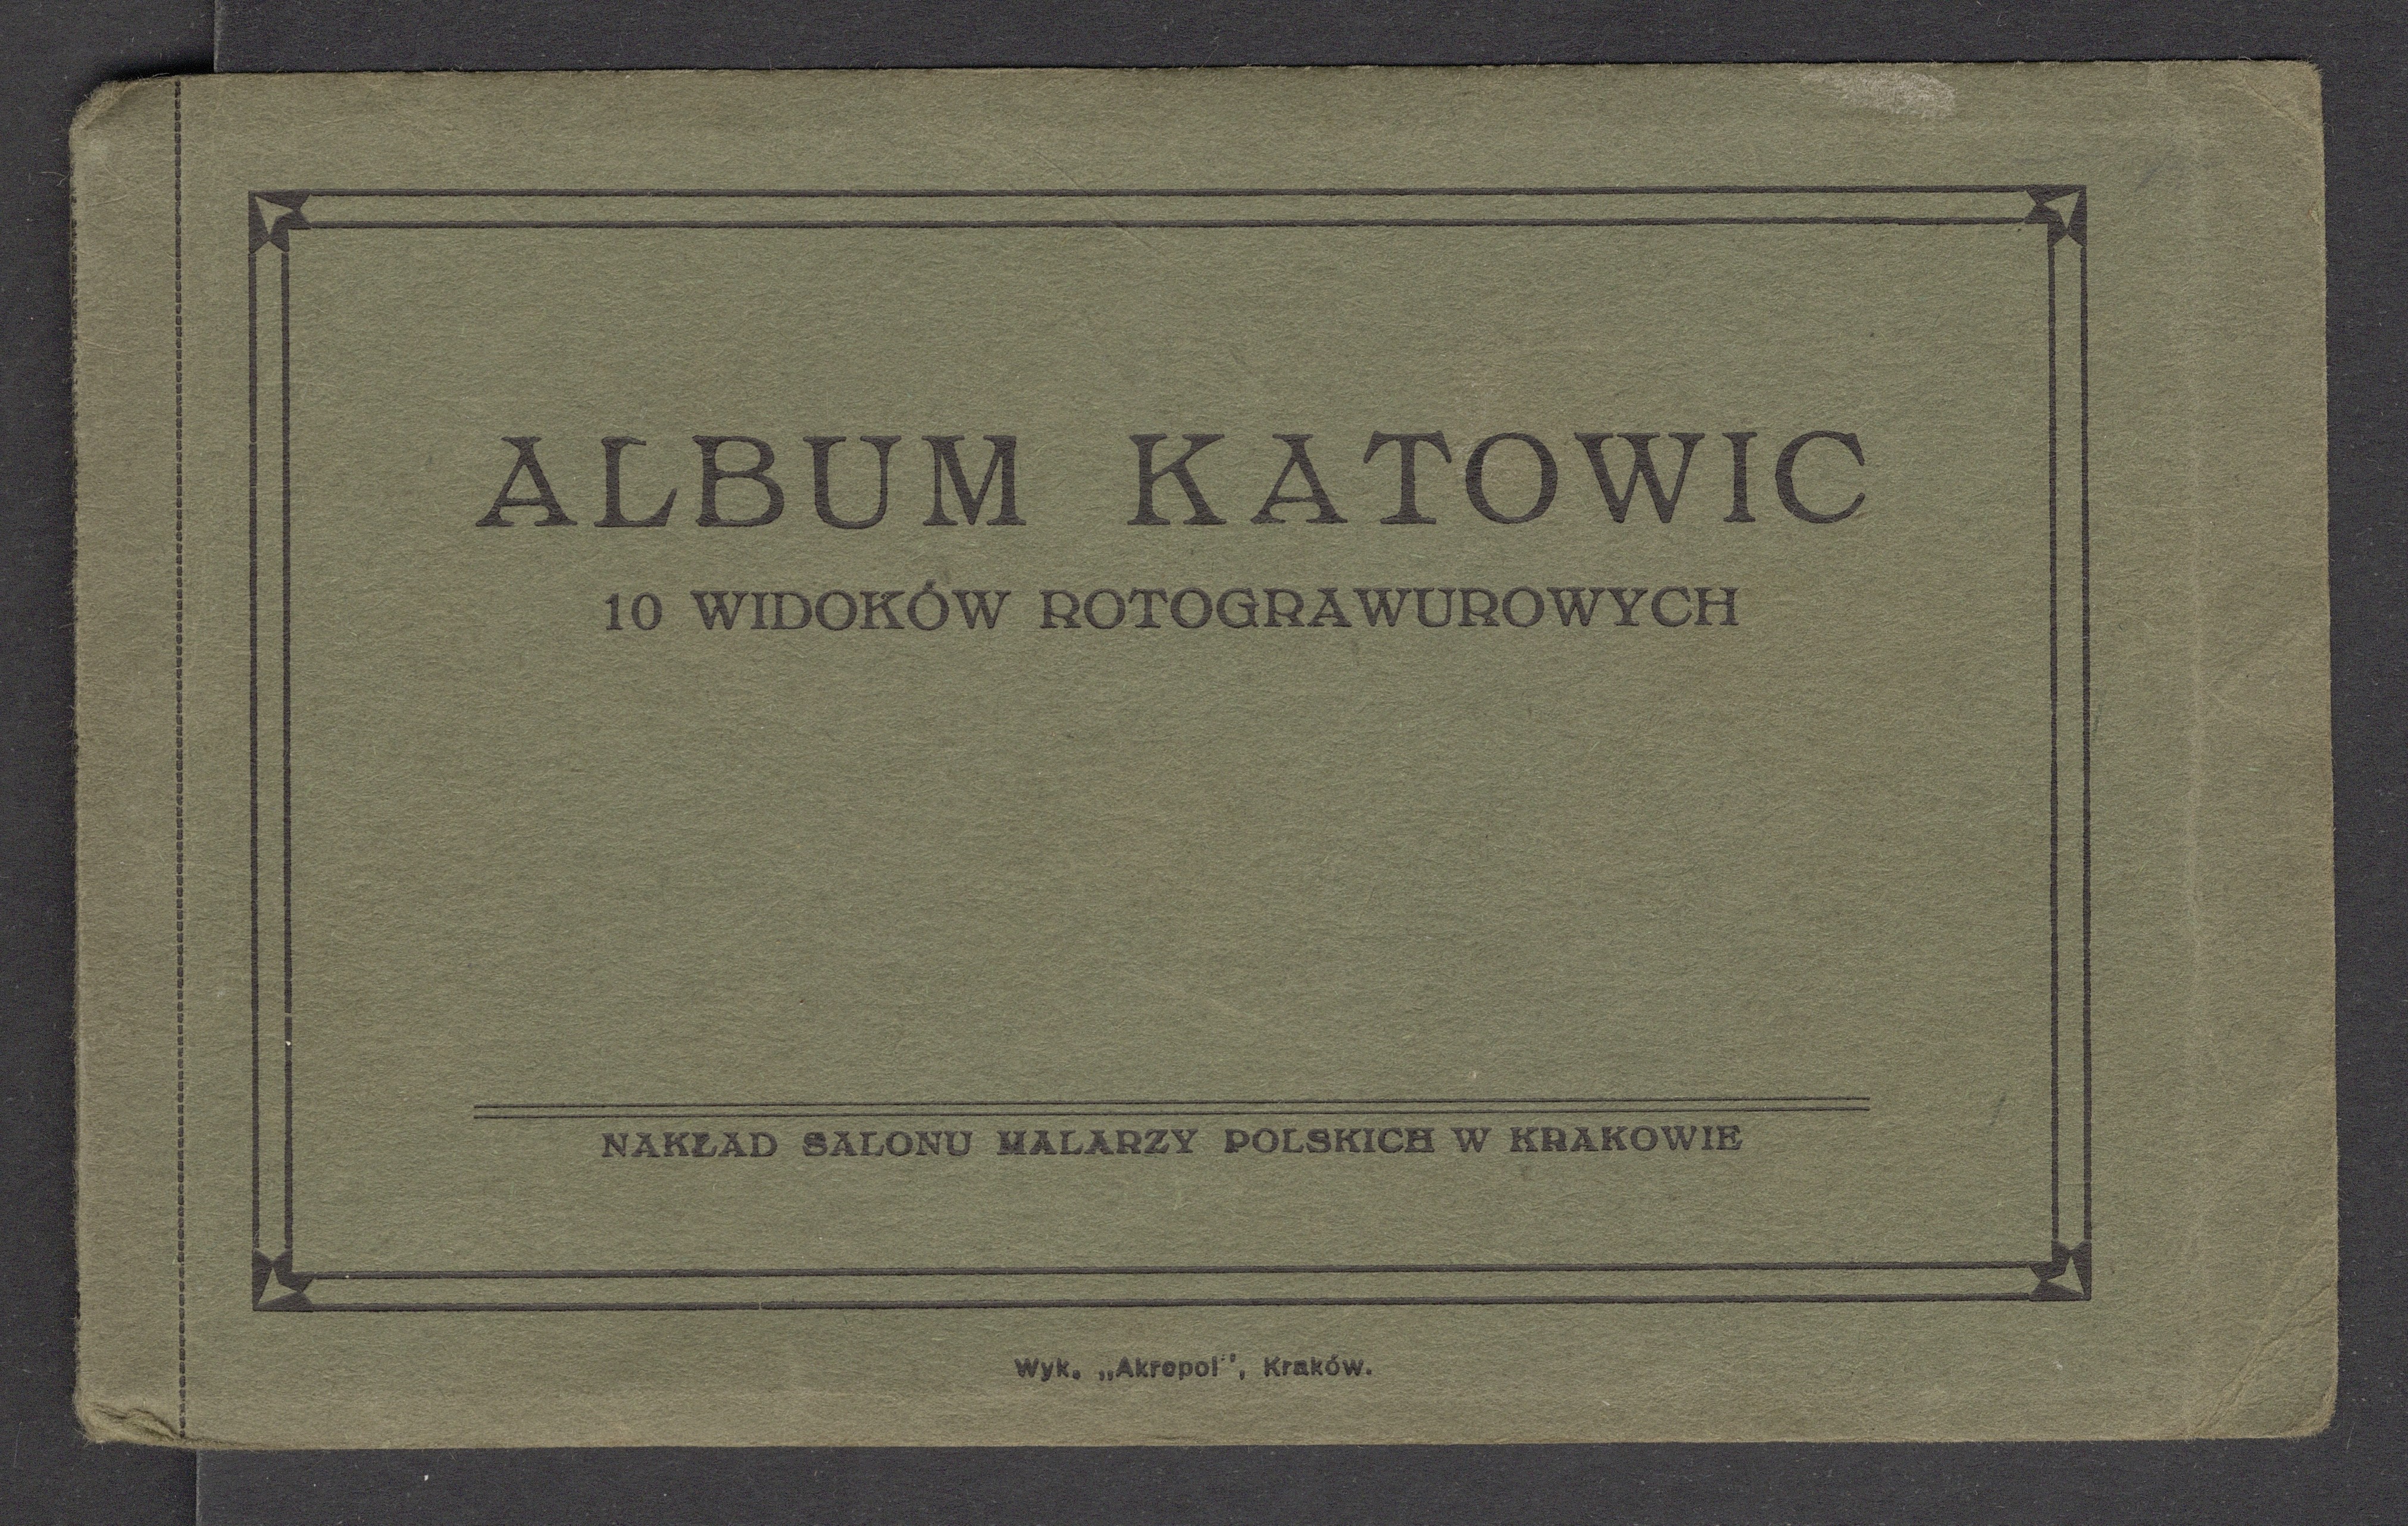 ALBUM KATOWIC
10 WIDOKÓW ROTOGRAWUROWYCH
NAKŁAD SALONU MALARZY POLSKICH W KRAKOWIE
Wyk. „Akropol", Kraków.